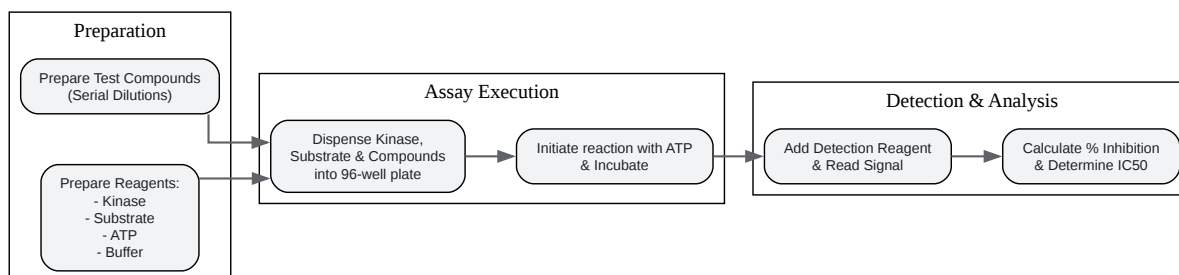 Preparation
Prepare Test Compounds
(Serial Dilutions)
Prepare Reagents:
- Kinase
- Substrate
- ATP
- Buffer
Assay Execution
Dispense Kinase,
Substrate & Compounds
into 96-well plate
Initiate reaction with ATP
& Incubate
Detection & Analysis
Add Detection Reagent
& Read Signal
Calculate % Inhibition
& Determine IC50